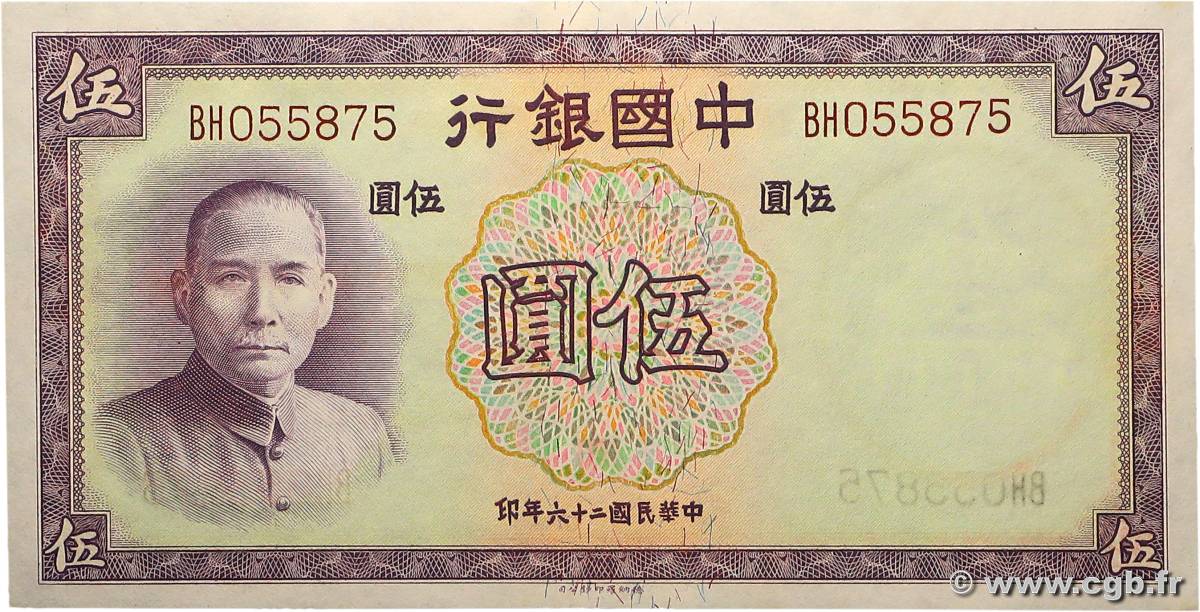 伍 伍
BH055875 中國銀行 BH055875
伍圓 伍圓
伍圓
BH055875
中華民國二十六年印
伍 伍
© www.cgb.fr